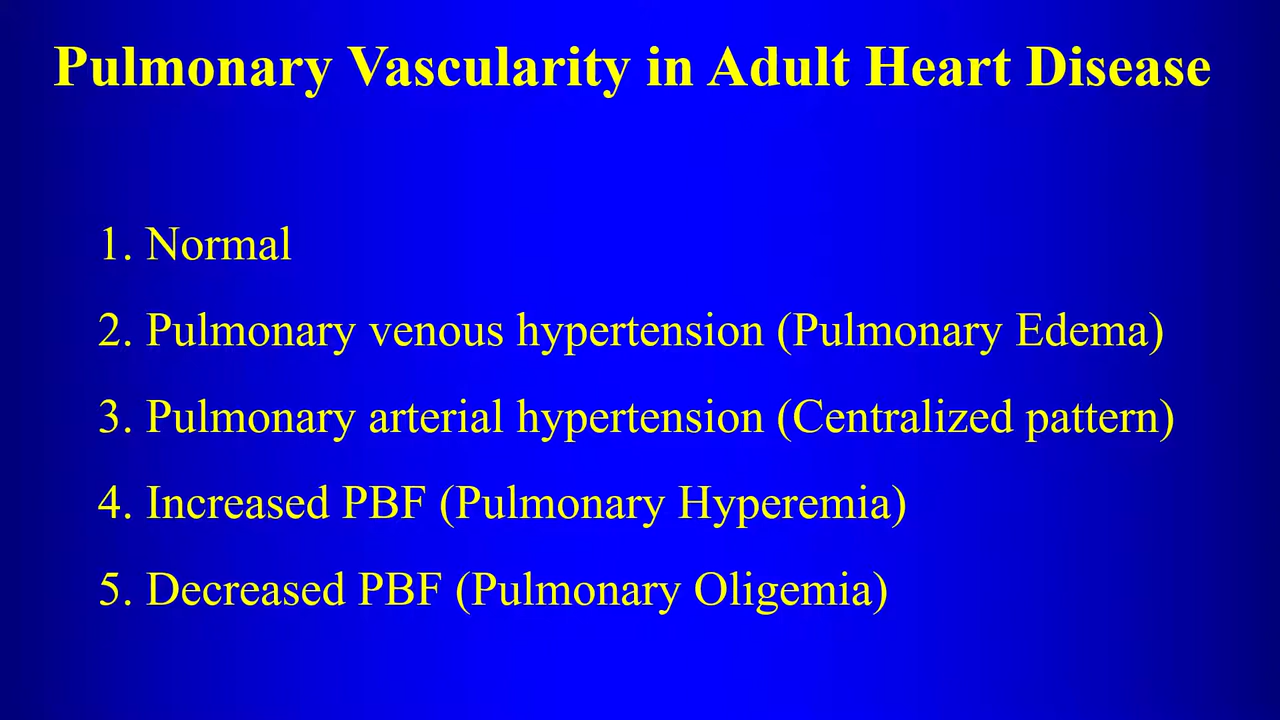 Pulmonary Vascularity in Adult Heart Disease
1. Normal
2. Pulmonary venous hypertension (Pulmonary Edema)
3. Pulmonary arterial hypertension (Centralized pattern)
4. Increased PBF (Pulmonary Hyperemia)
5. Decreased PBF (Pulmonary Oligemia)